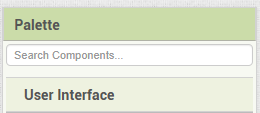 Palette
Search Components...
User Interface